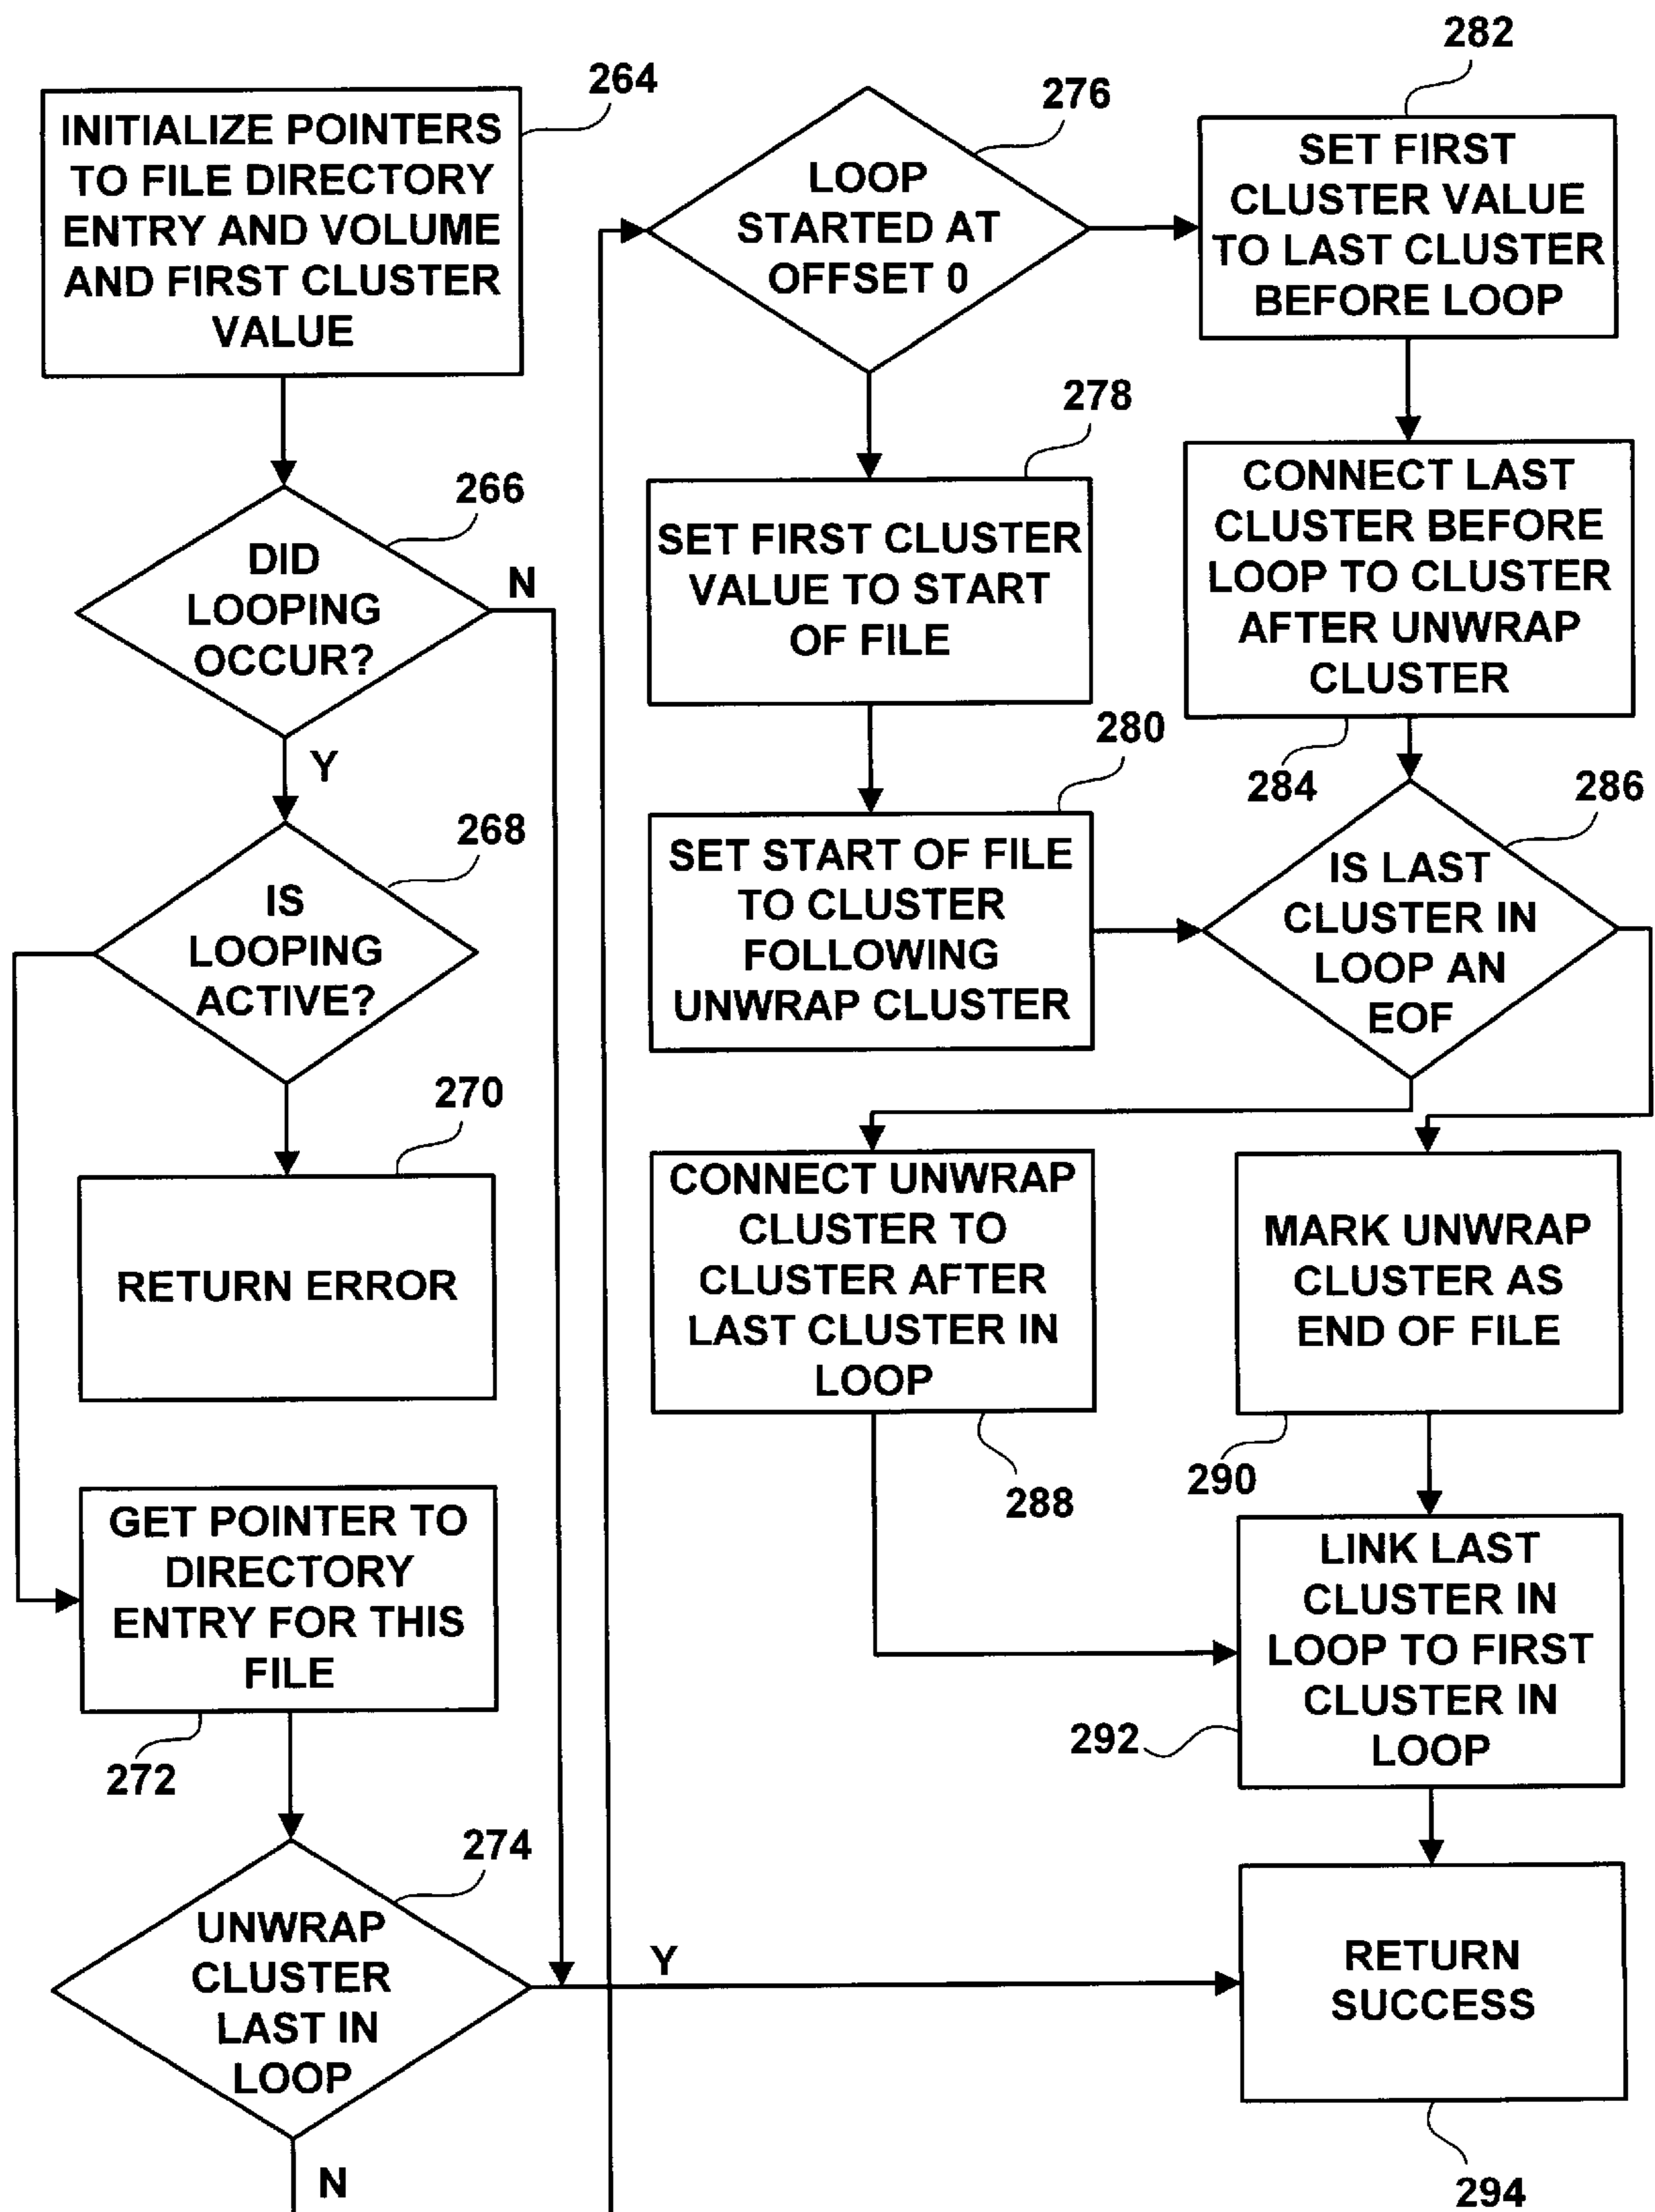 264
INITIALIZE POINTERS
TO FILE DIRECTORY
ENTRY AND VOLUME
AND FIRST CLUSTER
VALUE
266
DID
LOOPING
OCCUR?
N
Y
268
IS
LOOPING
ACTIVE?
270
RETURN ERROR
GET POINTER TO
DIRECTORY
ENTRY FOR THIS
FILE
272
274
UNWRAP
CLUSTER
LAST IN
LOOP
Y
N
276
LOOP
STARTED AT
OFFSET 0
278
SET FIRST CLUSTER
VALUE TO START
OF FILE
280
SET START OF FILE
TO CLUSTER
FOLLOWING
UNWRAP CLUSTER
282
SET FIRST
CLUSTER VALUE
TO LAST CLUSTER
BEFORE LOOP
CONNECT LAST
CLUSTER BEFORE
LOOP TO CLUSTER
AFTER UNWRAP
CLUSTER
284
286
IS LAST
CLUSTER IN
LOOP AN
EOF
CONNECT UNWRAP
CLUSTER TO
CLUSTER AFTER
LAST CLUSTER IN
LOOP
288
MARK UNWRAP
CLUSTER AS
END OF FILE
290
LINK LAST
CLUSTER IN
LOOP TO FIRST
CLUSTER IN
LOOP
292
RETURN
SUCCESS
294